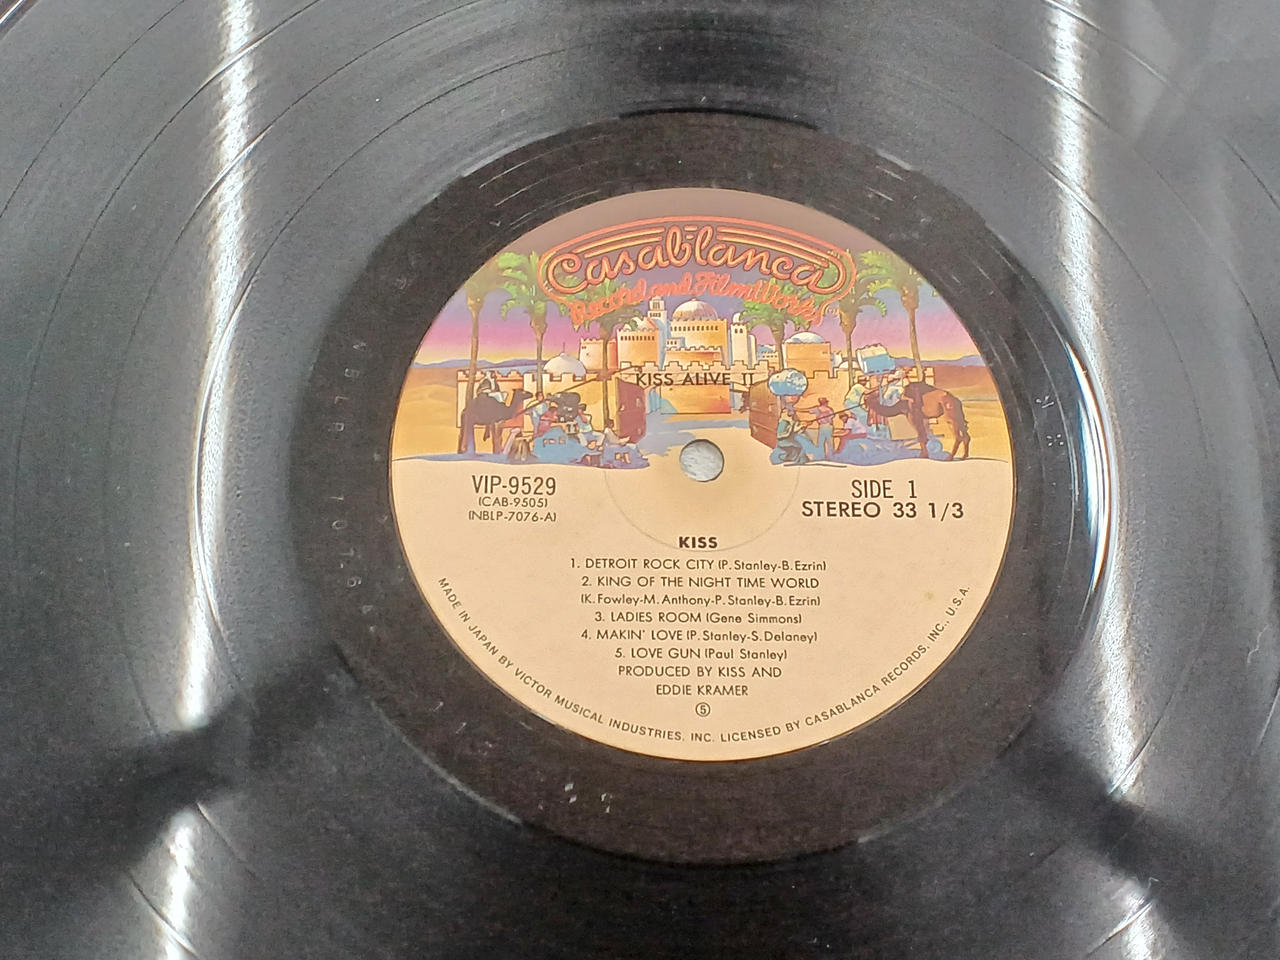 Casablanca
Record and FilmWorks
KISS ALIVE II
VIP-9529
(CAB-9505)
(NBLP-7076-A)
SIDE 1
STEREO 33 1/3
KISS
1. DETROIT ROCK CITY (P. Stanley-B. Ezrin)
2. KING OF THE NIGHT TIME WORLD
(K. Fowley-M. Anthony-P. Stanley-B. Ezrin)
3. LADIES ROOM (Gene Simmons)
4. MAKIN' LOVE (P. Stanley-S. Delaney)
5. LOVE GUN (Paul Stanley)
PRODUCED BY KISS AND
EDDIE KRAMER
⑤
MADE IN JAPAN BY VICTOR MUSICAL INDUSTRIES, INC. LICENSED BY CASABLANCA RECORDS, INC., U.S.A.